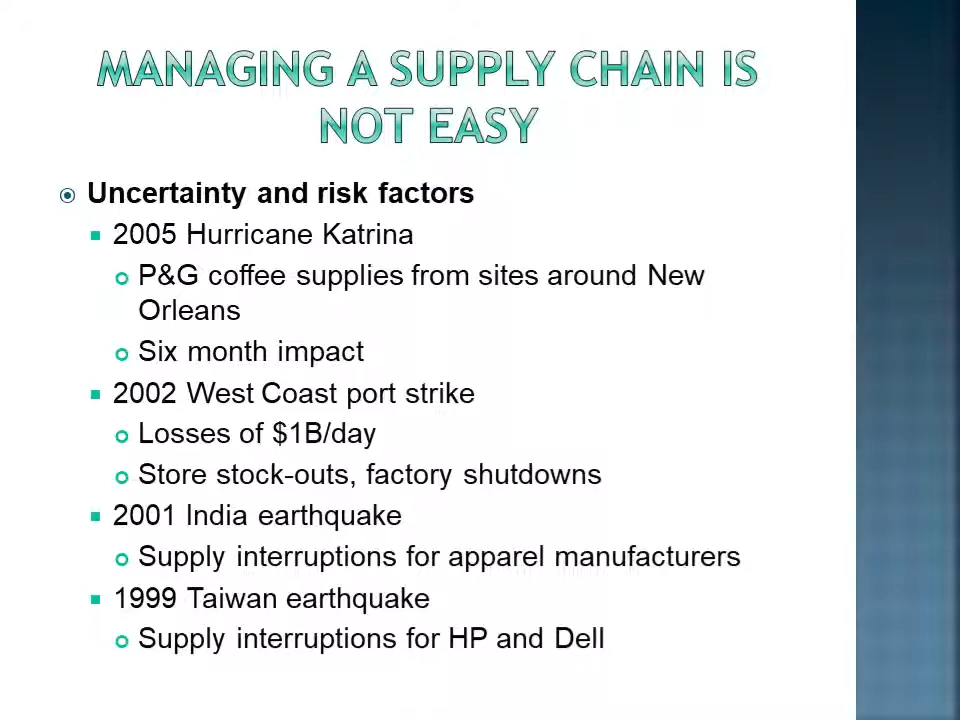 MANAGING A SUPPLY CHAIN IS
NOT EASY
Uncertainty and risk factors
2005 Hurricane Katrina
P&G coffee supplies from sites around New
Orleans
Six month impact
2002 West Coast port strike
Losses of $1B/day
Store stock-outs, factory shutdowns
2001 India earthquake
Supply interruptions for apparel manufacturers
1999 Taiwan earthquake
Supply interruptions for HP and Dell